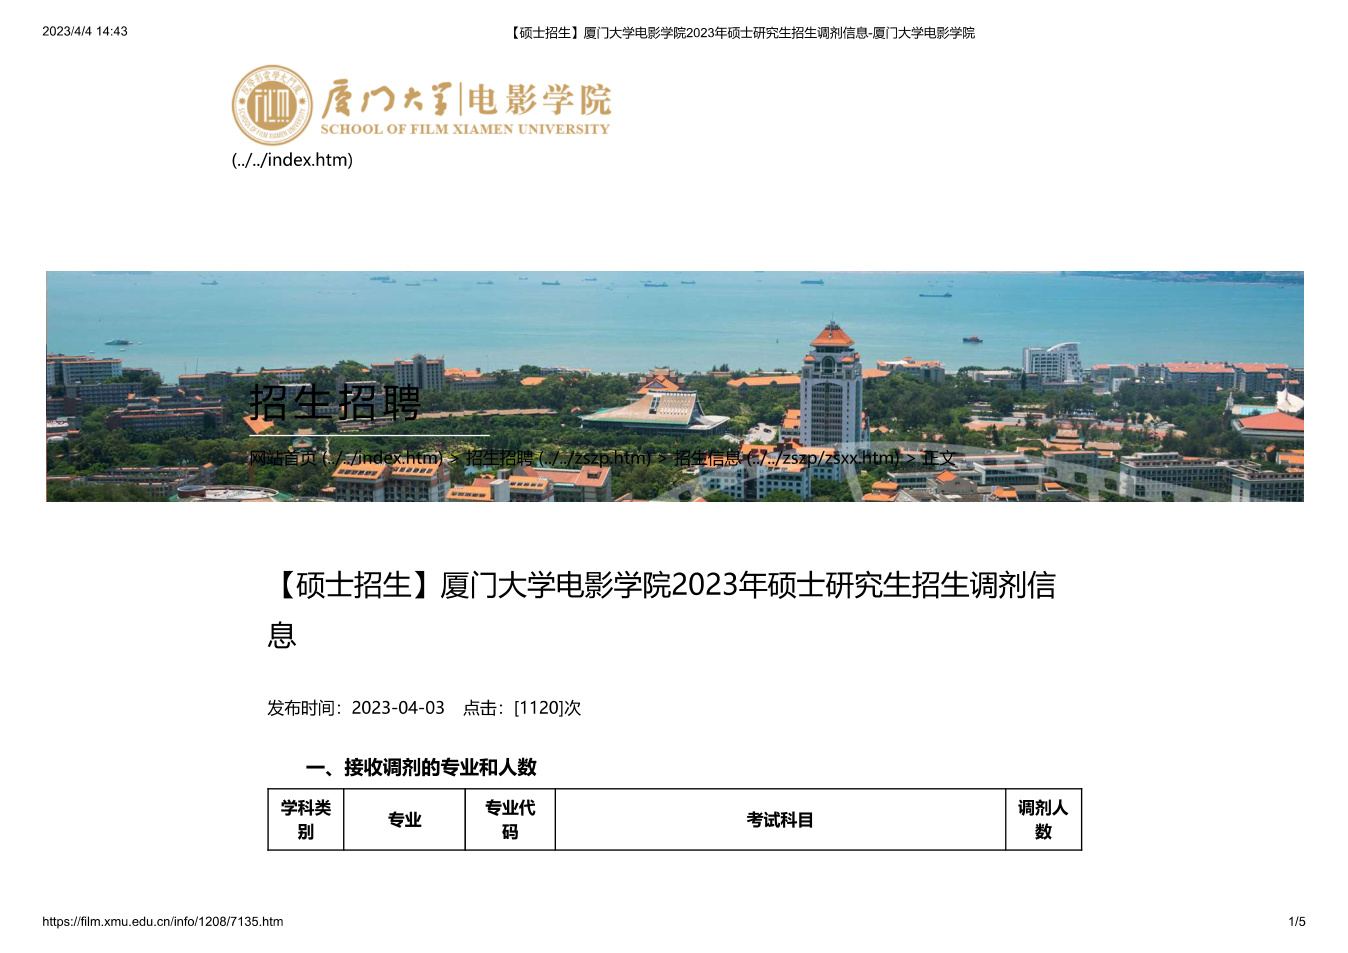 2023/4/4 14:43
【硕士招生】厦门大学电影学院2023年硕士研究生招生调剂信息-厦门大学电影学院
FILM
厦门大学 电影学院
SCHOOL OF FILM XIAMEN UNIVERSITY
(../../index.htm)
招生招聘
网站首页 (../../index.htm) > 招生招聘 (../../zszp.htm) > 招生信息 (../../zszp/zsxx.htm) > 正文
【硕士招生】厦门大学电影学院2023年硕士研究生招生调剂信
息
发布时间：2023-04-03 点击：[1120]次
一、接收调剂的专业和人数
学科类
别
专业
专业代
码
考试科目
调剂人
数
https://film.xmu.edu.cn/info/1208/7135.htm
1/5